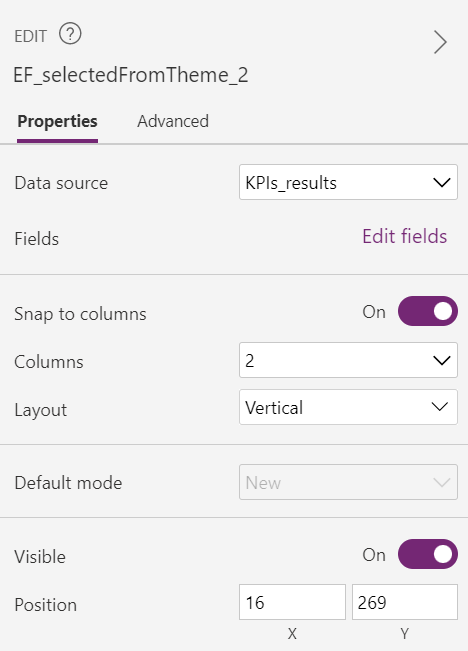 EDIT ?
EF_selectedFromTheme_2
Properties Advanced
Data source KPIs_results
Fields Edit fields
Snap to columns On
Columns 2
Layout Vertical
Default mode New
Visible On
Position 16 269
X Y